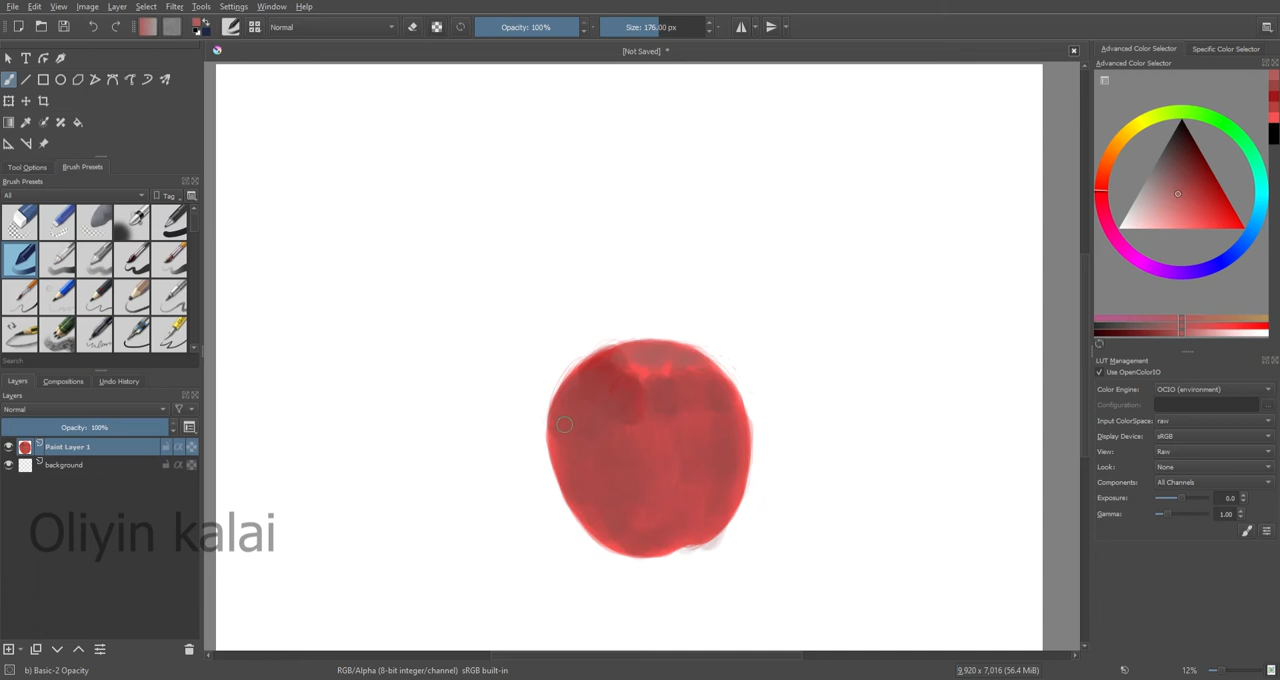 File Edit View Image Layer Select Filter Tools Settings Window Help
Normal Opacity: 100% Size: 176.00 px
[Not Saved] *
Tool Options Brush Presets
Brush Presets
All Tag
Search
Layers Compositions Undo History
Layers
Normal
Opacity: 100%
Paint Layer 1
background
Oliyin kalai
b) Basic-2 Opacity
RGB/Alpha (8-bit integer/channel) sRGB built-in
9,920 x 7,016 (56.4 MiB)
12%
Advanced Color Selector Specific Color Selector
Advanced Color Selector
LUT Management
Use OpenColorIO
Color Engine: OCIO (environment)
Configuration:
Input ColorSpace: raw
Display Device: sRGB
View: Raw
Look: None
Components: All Channels
Exposure: 0.0
Gamma: 1.00